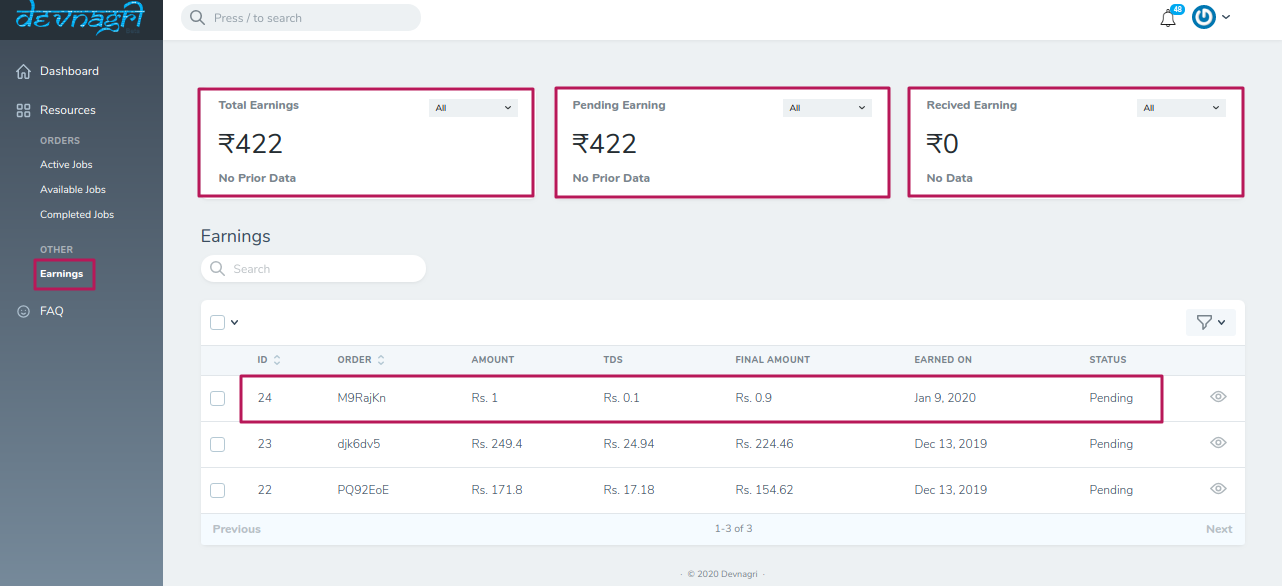 devnagri
Press / to search
48
Dashboard
Resources
ORDERS
Active Jobs
Available Jobs
Completed Jobs
OTHER
Earnings
FAQ
Total Earnings All
₹422
No Prior Data
Pending Earning All
₹422
No Prior Data
Recived Earning All
₹0
No Data
Earnings
Search
ID ORDER AMOUNT TDS FINAL AMOUNT EARNED ON STATUS
24 M9RajKn Rs. 1 Rs. 0.1 Rs. 0.9 Jan 9, 2020 Pending
23 djk6dv5 Rs. 249.4 Rs. 24.94 Rs. 224.46 Dec 13, 2019 Pending
22 PQ92EoE Rs. 171.8 Rs. 17.18 Rs. 154.62 Dec 13, 2019 Pending
Previous 1-3 of 3 Next
· © 2020 Devnagri ·